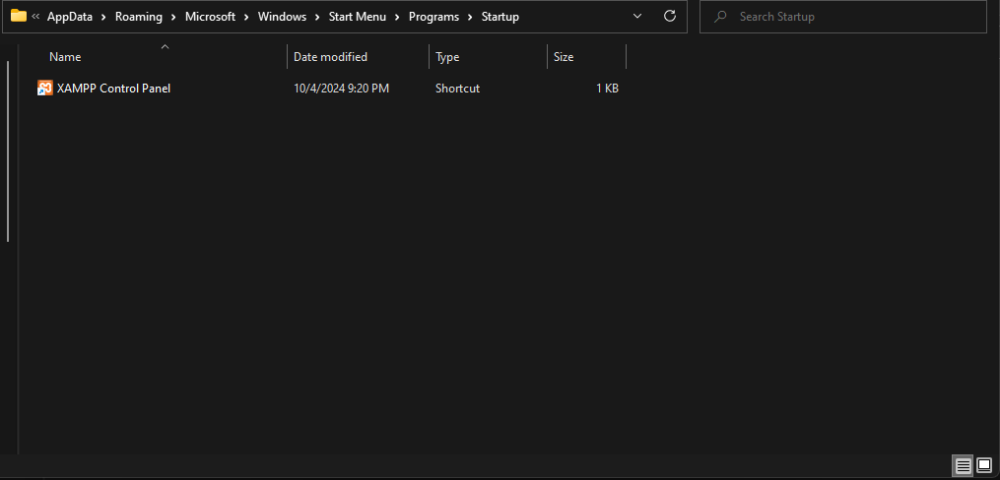 AppData Roaming Microsoft Windows Start Menu Programs Startup
Search Startup
Name Date modified Type Size
XAMPP Control Panel 10/4/2024 9:20 PM Shortcut 1 KB